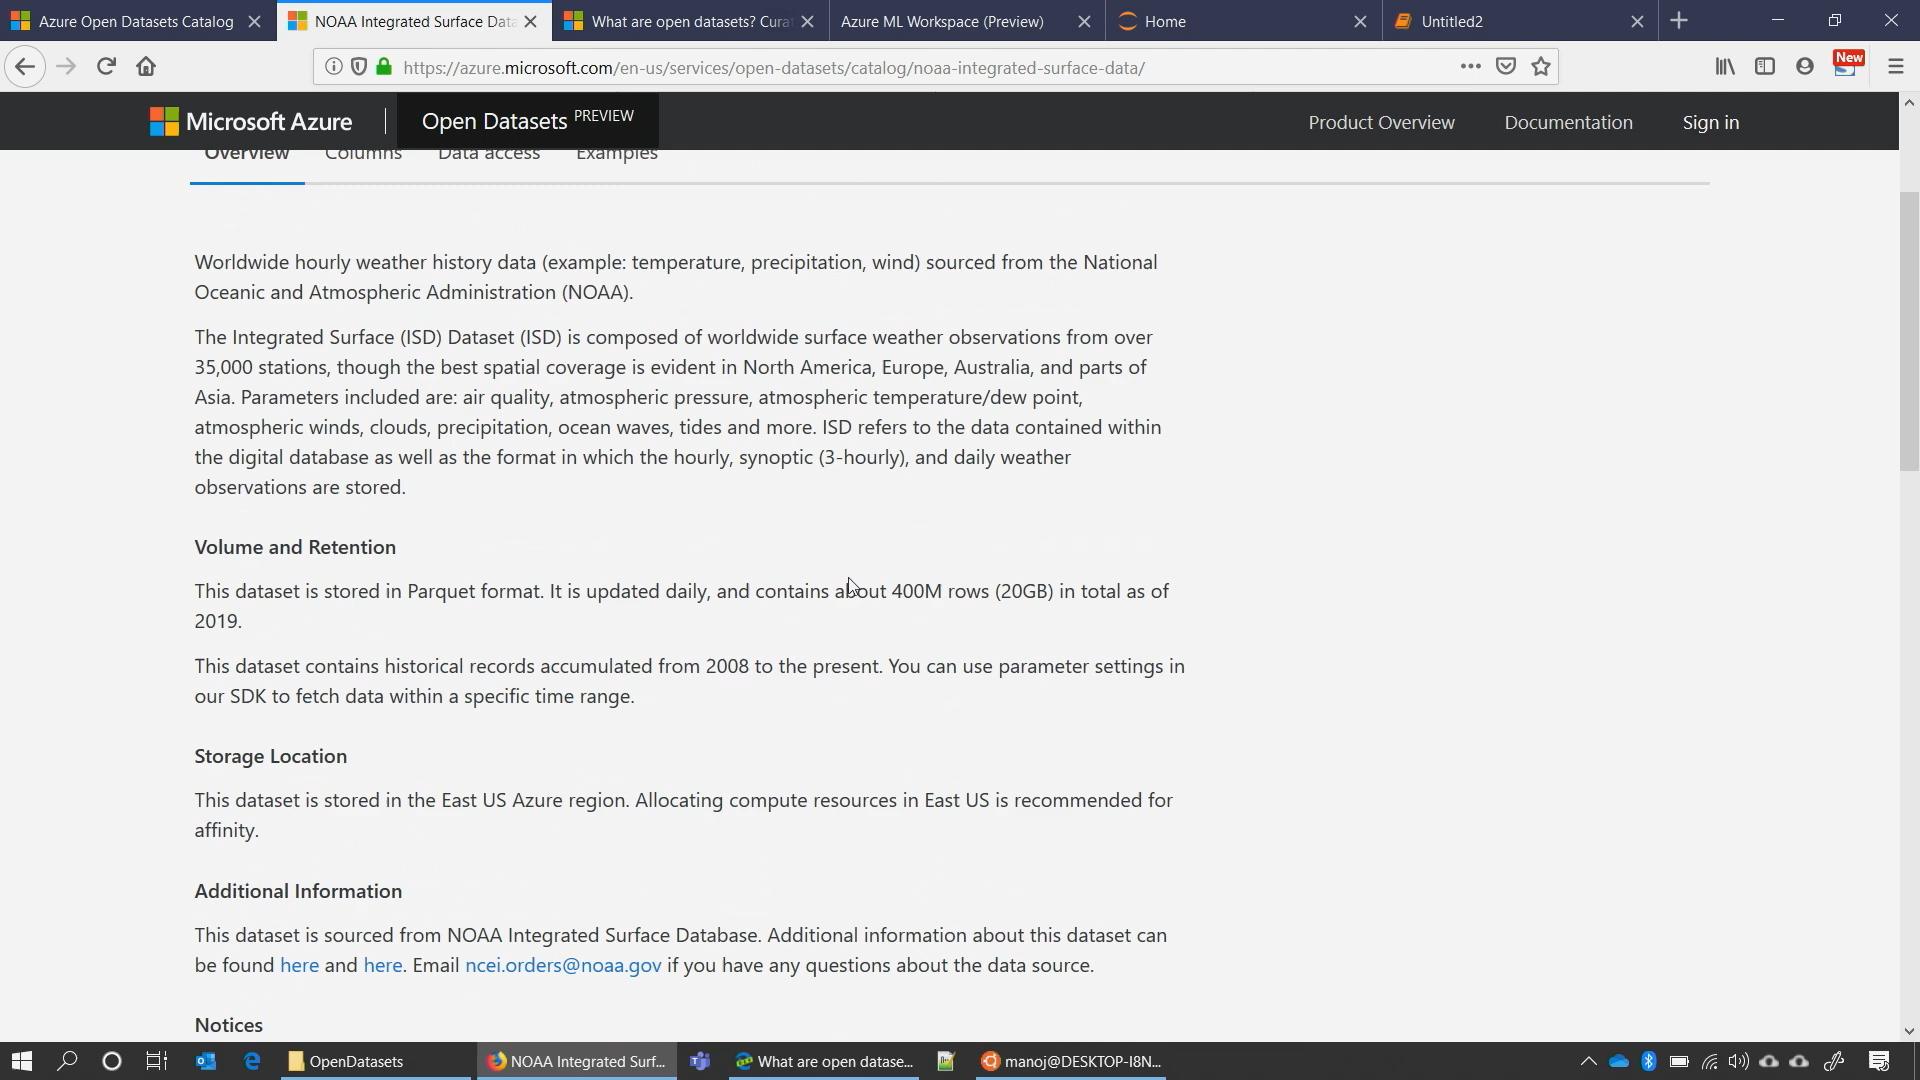 Azure Open Datasets Catalog
NOAA Integrated Surface Data
What are open datasets? Cura
Azure ML Workspace (Preview)
Home
Untitled2
https://azure.microsoft.com/en-us/services/open-datasets/catalog/noaa-integrated-surface-data/
New
Microsoft Azure
Open Datasets PREVIEW
Product Overview
Documentation
Sign in
Overview
Columns
Data access
Examples
Worldwide hourly weather history data (example: temperature, precipitation, wind) sourced from the National
Oceanic and Atmospheric Administration (NOAA).
The Integrated Surface (ISD) Dataset (ISD) is composed of worldwide surface weather observations from over
35,000 stations, though the best spatial coverage is evident in North America, Europe, Australia, and parts of
Asia. Parameters included are: air quality, atmospheric pressure, atmospheric temperature/dew point,
atmospheric winds, clouds, precipitation, ocean waves, tides and more. ISD refers to the data contained within
the digital database as well as the format in which the hourly, synoptic (3-hourly), and daily weather
observations are stored.
Volume and Retention
This dataset is stored in Parquet format. It is updated daily, and contains about 400M rows (20GB) in total as of
2019.
This dataset contains historical records accumulated from 2008 to the present. You can use parameter settings in
our SDK to fetch data within a specific time range.
Storage Location
This dataset is stored in the East US Azure region. Allocating compute resources in East US is recommended for
affinity.
Additional Information
This dataset is sourced from NOAA Integrated Surface Database. Additional information about this dataset can
be found here and here. Email ncei.orders@noaa.gov if you have any questions about the data source.
Notices
OpenDatasets
NOAA Integrated Surf...
What are open datase...
manoj@DESKTOP-I8N...